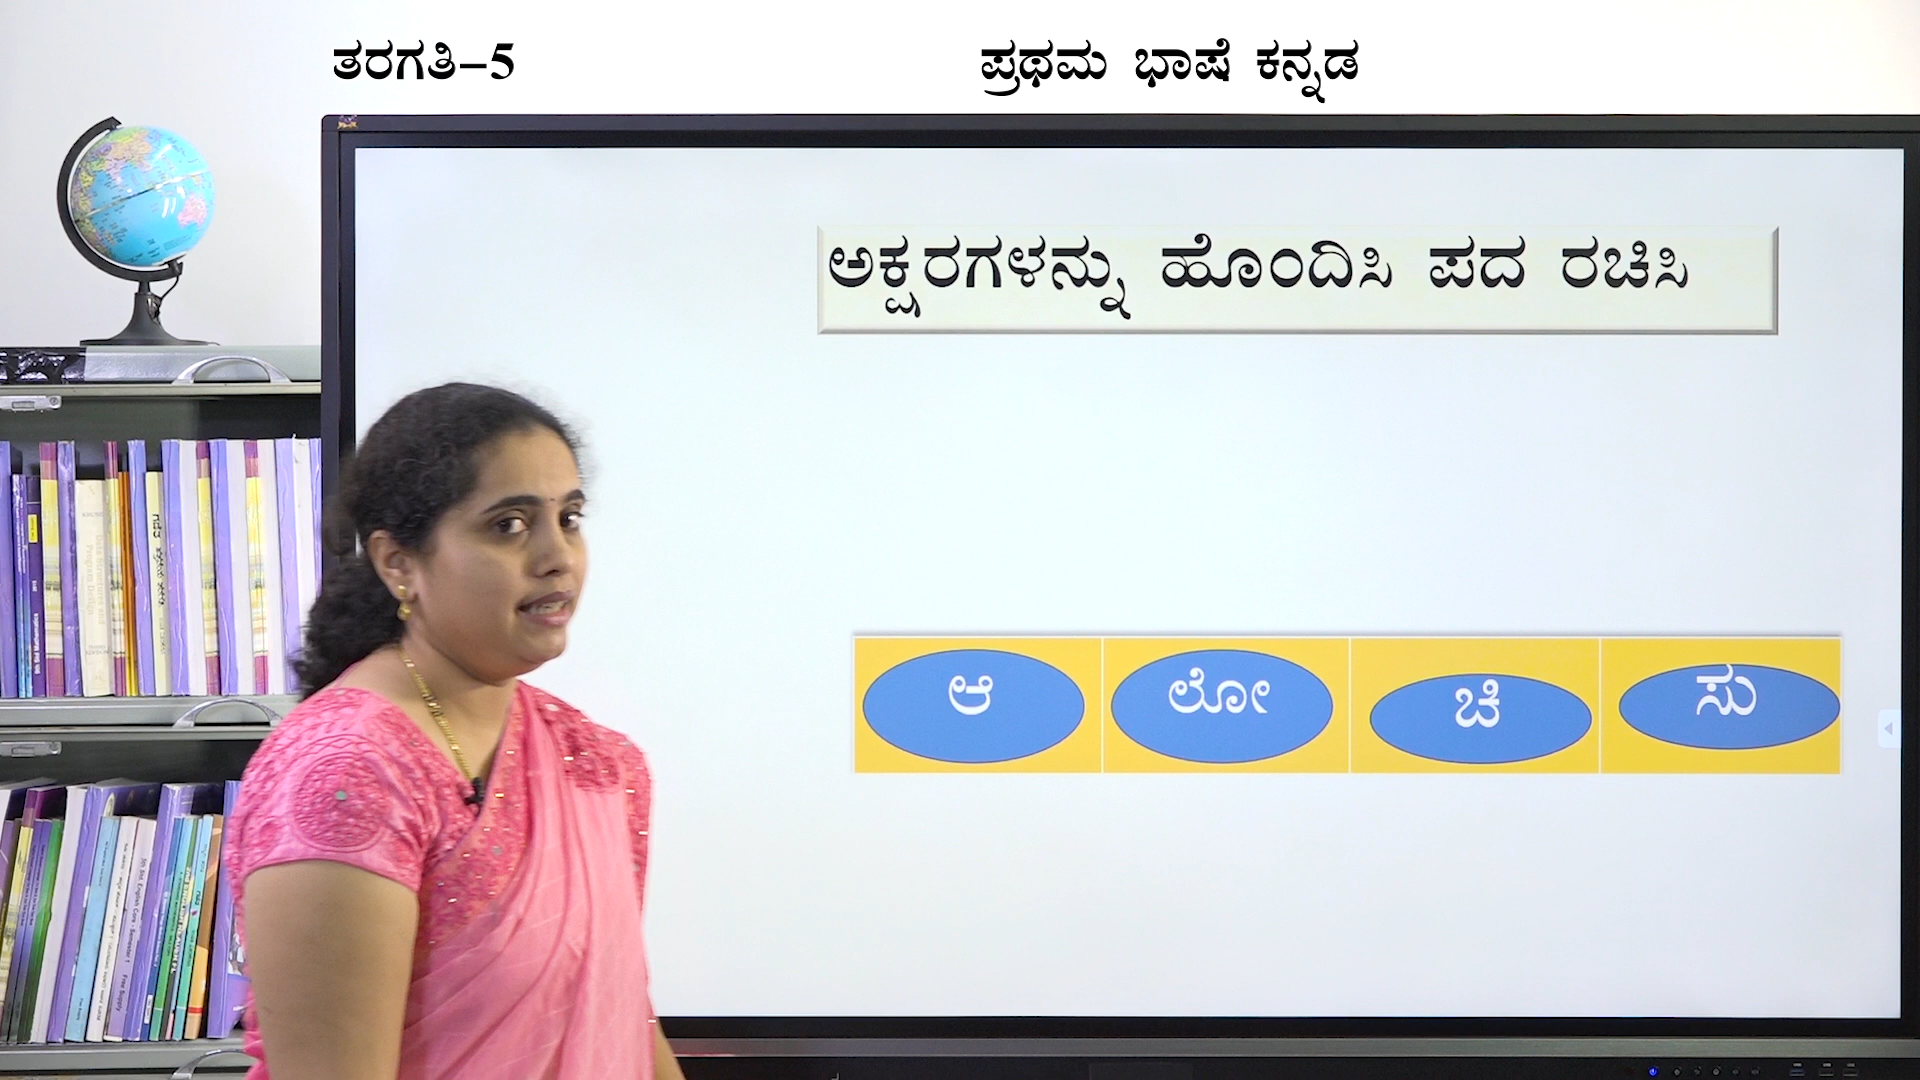 ತರಗತಿ-5
ಪ್ರಥಮ ಭಾಷೆ ಕನ್ನಡ
ಅಕ್ಷರಗಳನ್ನು ಹೊಂದಿಸಿ ಪದ ರಚಿಸಿ
ಆ ಲೋ ಚಿ ಸು